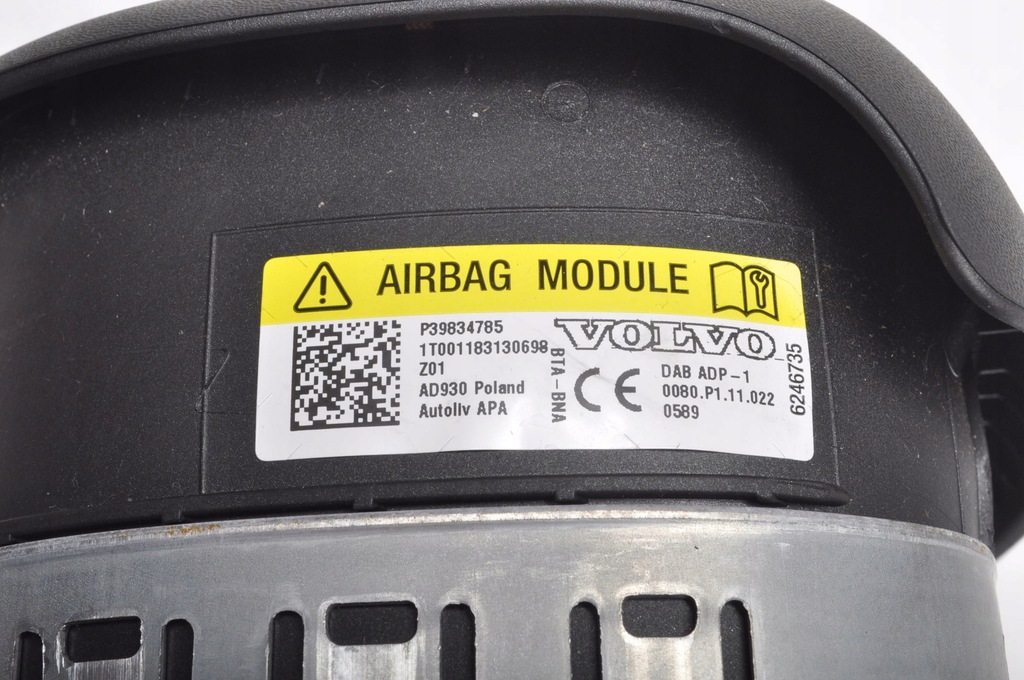 AIRBAG MODULE
P39834785
1T001183130698
Z01
AD930 Poland
Autoliv APA
BTA-BNA
VOLVO
CE
DAB ADP-1
0080.P1.11.022
0589
6246735